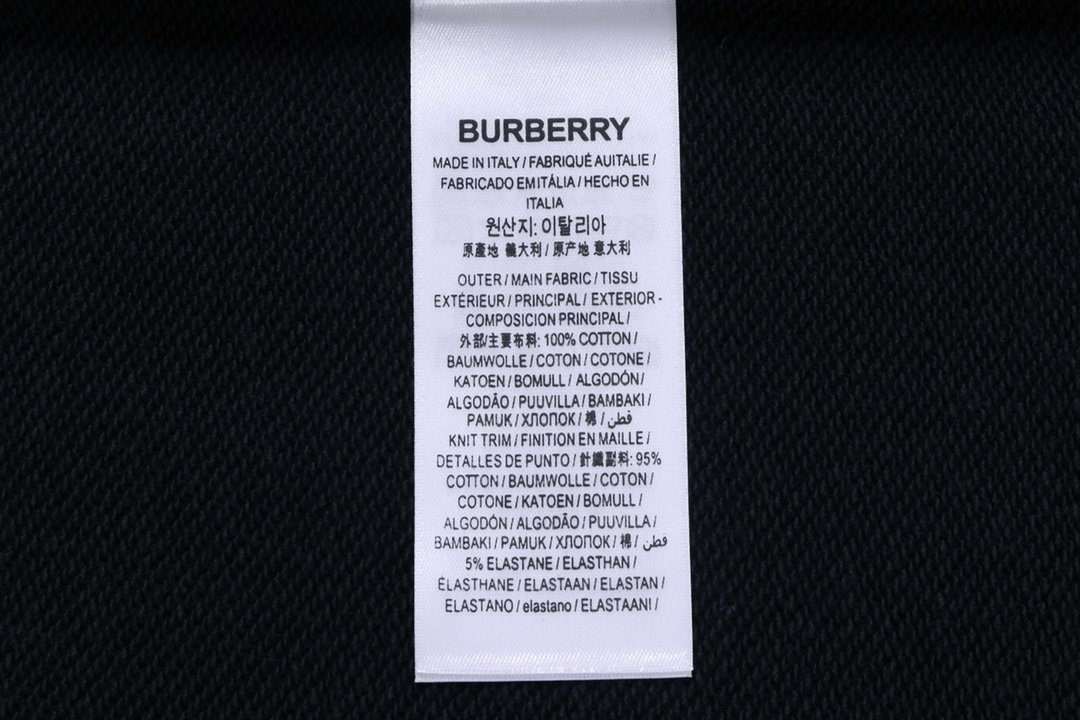 BURBERRY
MADE IN ITALY / FABRIQUÉ AUITALIE /
FABRICADO EM ITÁLIA / HECHO EN
ITALIA
원산지: 이탈리아
原產地 義大利 / 原产地 意大利
OUTER / MAIN FABRIC / TISSU
EXTÉRIEUR / PRINCIPAL / EXTERIOR -
COMPOSICION PRINCIPAL /
外部/主要布料: 100% COTTON /
BAUMWOLLE / COTON / COTONE /
KATOEN / BOMULL / ALGODÓN /
ALGODÃO / PUUVILLA / BAMBAKI /
PAMUK / ХЛОПОК / 棉 / قطن
KNIT TRIM / FINITION EN MAILLE /
DETALLES DE PUNTO / 針織副料: 95%
COTTON / BAUMWOLLE / COTON /
COTONE / KATOEN / BOMULL /
ALGODÓN / ALGODÃO / PUUVILLA /
BAMBAKI / PAMUK / ХЛОПОК / 棉 / قطن
5% ELASTANE / ELASTHAN /
ÉLASTHANE / ELASTAAN / ELASTAN /
ELASTANO / elastano / ELASTAANI /